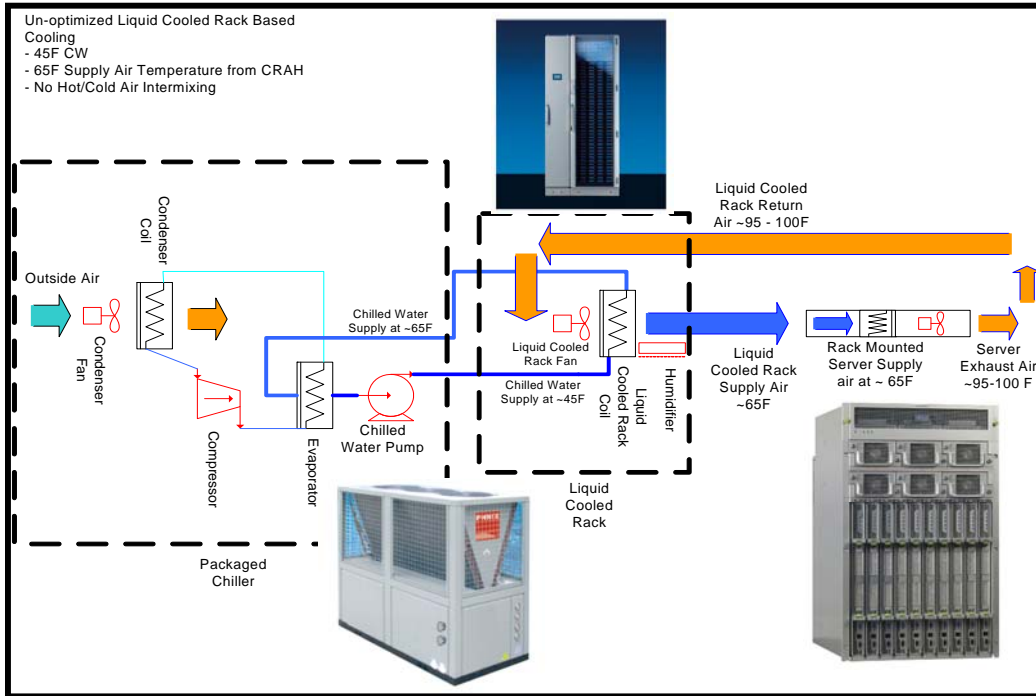 Un-optimized Liquid Cooled Rack Based
Cooling
- 45F CW
- 65F Supply Air Temperature from CRAH
- No Hot/Cold Air Intermixing
Liquid Cooled
Rack Return
Air ~95 - 100F
Condenser
Coil
Outside Air
Condenser
Fan
Chilled Water
Supply at ~65F
Liquid Cooled
Rack Fan
Chilled Water
Supply at ~45F
Liquid
Cooled Rack
Coil
Humidifier
Liquid
Cooled Rack
Supply Air
~65F
Rack Mounted
Server Supply
air at ~ 65F
Server
Exhaust Air
~95-100 F
Compressor
Evaporator
Chilled
Water Pump
Liquid
Cooled
Rack
Packaged
Chiller